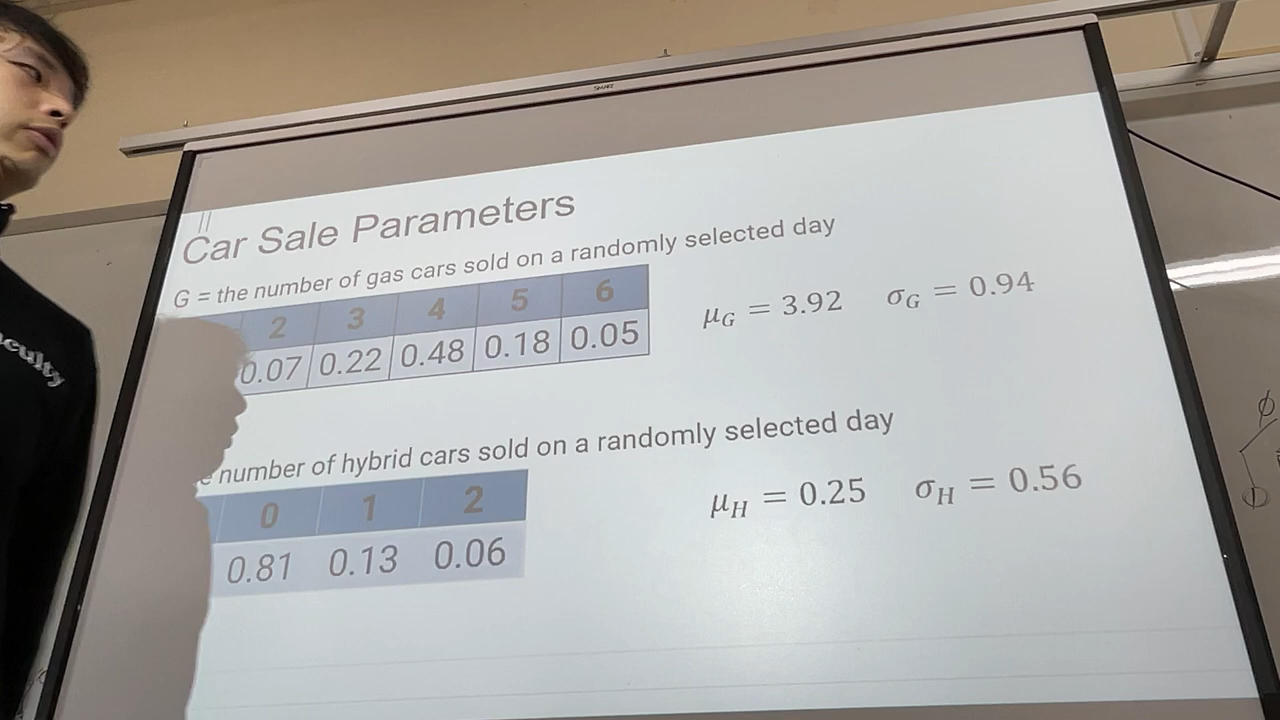 SMART
Car Sale Parameters
G = the number of gas cars sold on a randomly selected day
2 3 4 5 6
0.07 0.22 0.48 0.18 0.05
μG = 3.92 σG = 0.94
number of hybrid cars sold on a randomly selected day
0 1 2
0.81 0.13 0.06
μH = 0.25 σH = 0.56